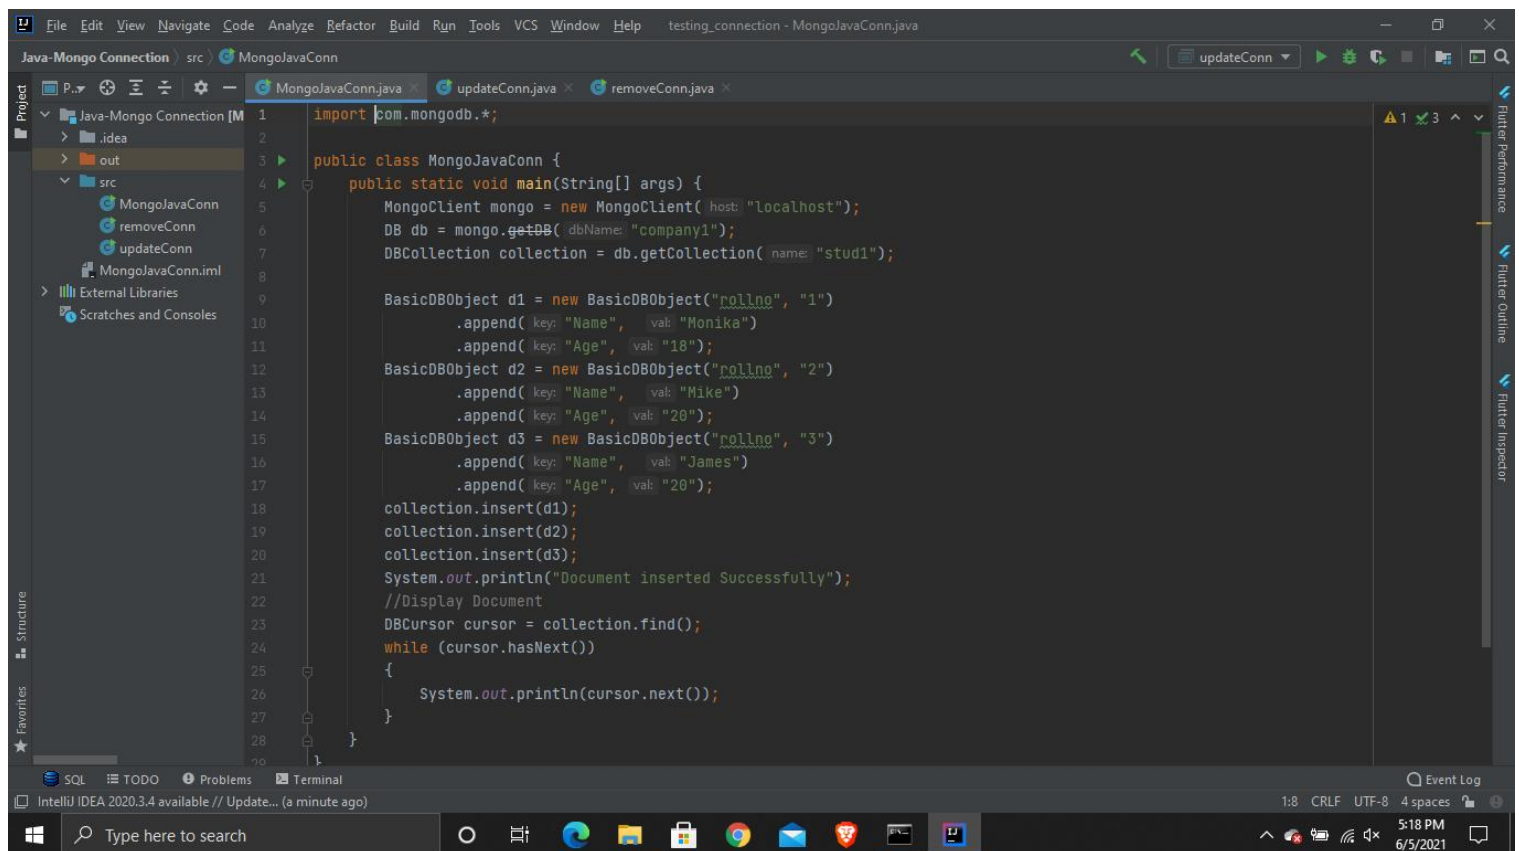 File Edit View Navigate Code Analyze Refactor Build Run Tools VCS Window Help testing_connection - MongoJavaConn.java
Java-Mongo Connection src MongoJavaConn updateConn
P.. MongoJavaConn.java updateConn.java removeConn.java
Project
Java-Mongo Connection [M
.idea
out
src
MongoJavaConn
removeConn
updateConn
MongoJavaConn.iml
External Libraries
Scratches and Consoles
1 import com.mongodb.*;
2
3 public class MongoJavaConn {
4 public static void main(String[] args) {
5 MongoClient mongo = new MongoClient( host: "localhost");
6 DB db = mongo.getDB( dbName: "company1");
7 DBCollection collection = db.getCollection( name: "stud1");
8
9 BasicDBObject d1 = new BasicDBObject("rollno", "1")
10 .append( key: "Name", val: "Monika")
11 .append( key: "Age", val: "18");
12 BasicDBObject d2 = new BasicDBObject("rollno", "2")
13 .append( key: "Name", val: "Mike")
14 .append( key: "Age", val: "20");
15 BasicDBObject d3 = new BasicDBObject("rollno", "3")
16 .append( key: "Name", val: "James")
17 .append( key: "Age", val: "20");
18 collection.insert(d1);
19 collection.insert(d2);
20 collection.insert(d3);
21 System.out.println("Document inserted Successfully");
22 //Display Document
23 DBCursor cursor = collection.find();
24 while (cursor.hasNext())
25 {
26 System.out.println(cursor.next());
27 }
28 }
29 }
1 3
Flutter Performance
Flutter Outline
Flutter Inspector
Structure
Favorites
SQL TODO Problems Terminal Event Log
IntelliJ IDEA 2020.3.4 available // Update... (a minute ago) 1:8 CRLF UTF-8 4 spaces
Type here to search
5:18 PM
6/5/2021